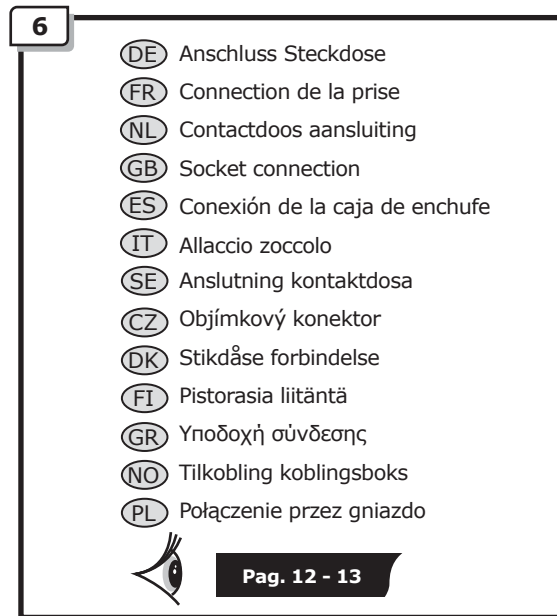 6
DE Anschluss Steckdose
FR Connection de la prise
NL Contactdoos aansluiting
GB Socket connection
ES Conexión de la caja de enchufe
IT Allaccio zoccolo
SE Anslutning kontaktdosa
CZ Objímkový konektor
DK Stikdåse forbindelse
FI Pistorasia liitäntä
GR Υποδοχή σύνδεσης
NO Tilkobling koblingsboks
PL Połączenie przez gniazdo
Pag. 12 - 13